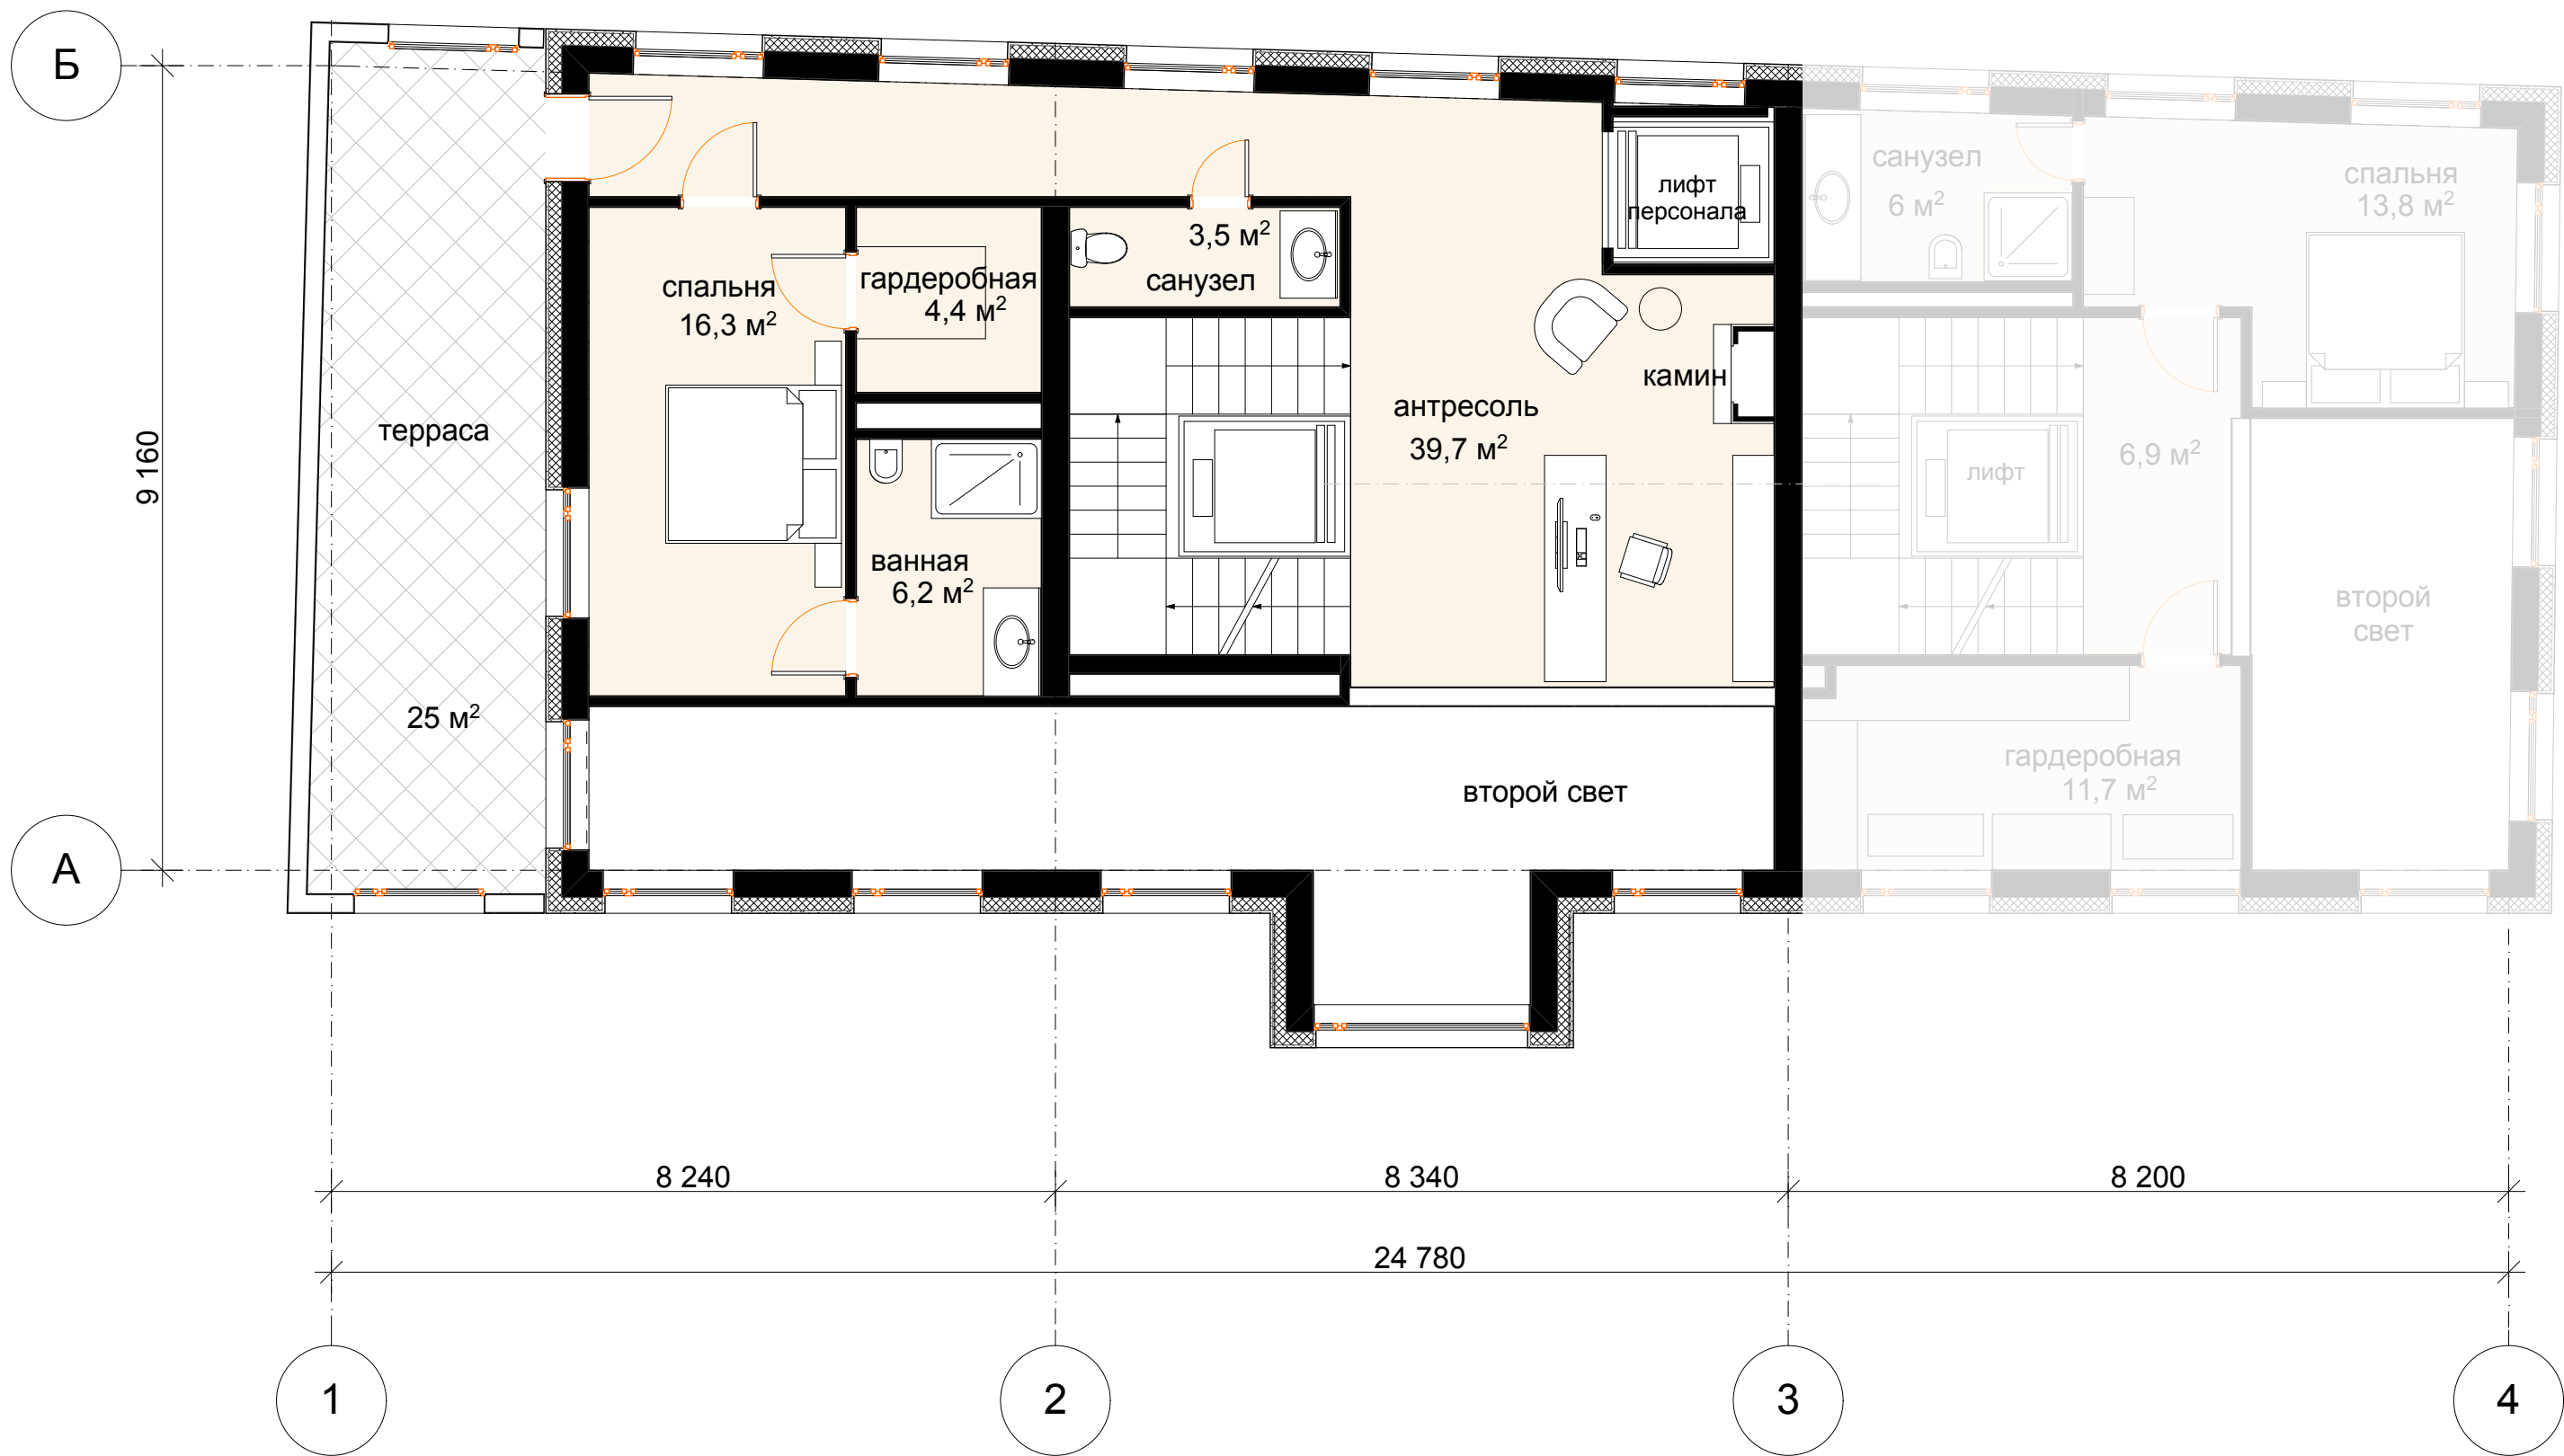 Б
А
9 160
терраса
25 м²
спальня
16,3 м²
гардеробная
4,4 м²
ванная
6,2 м²
3,5 м²
санузел
лифт
персонала
камин
антресоль
39,7 м²
второй свет
санузел
6 м²
спальня
13,8 м²
лифт
6,9 м²
второй
свет
гардеробная
11,7 м²
8 240
8 340
8 200
24 780
1
2
3
4